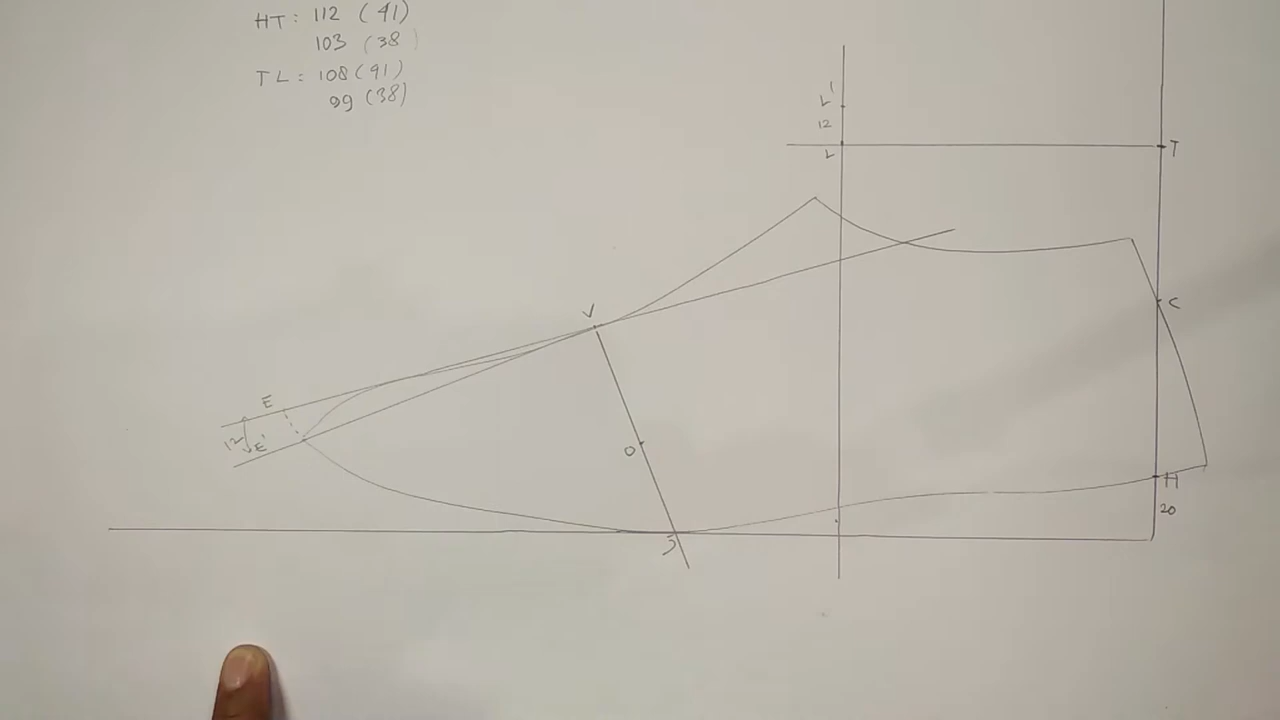 HT: 112 (41)
103 (38
TL: 108(41)
99 (38)
L'
12
L
T
C
V
E
12
E'
O
H
20
S